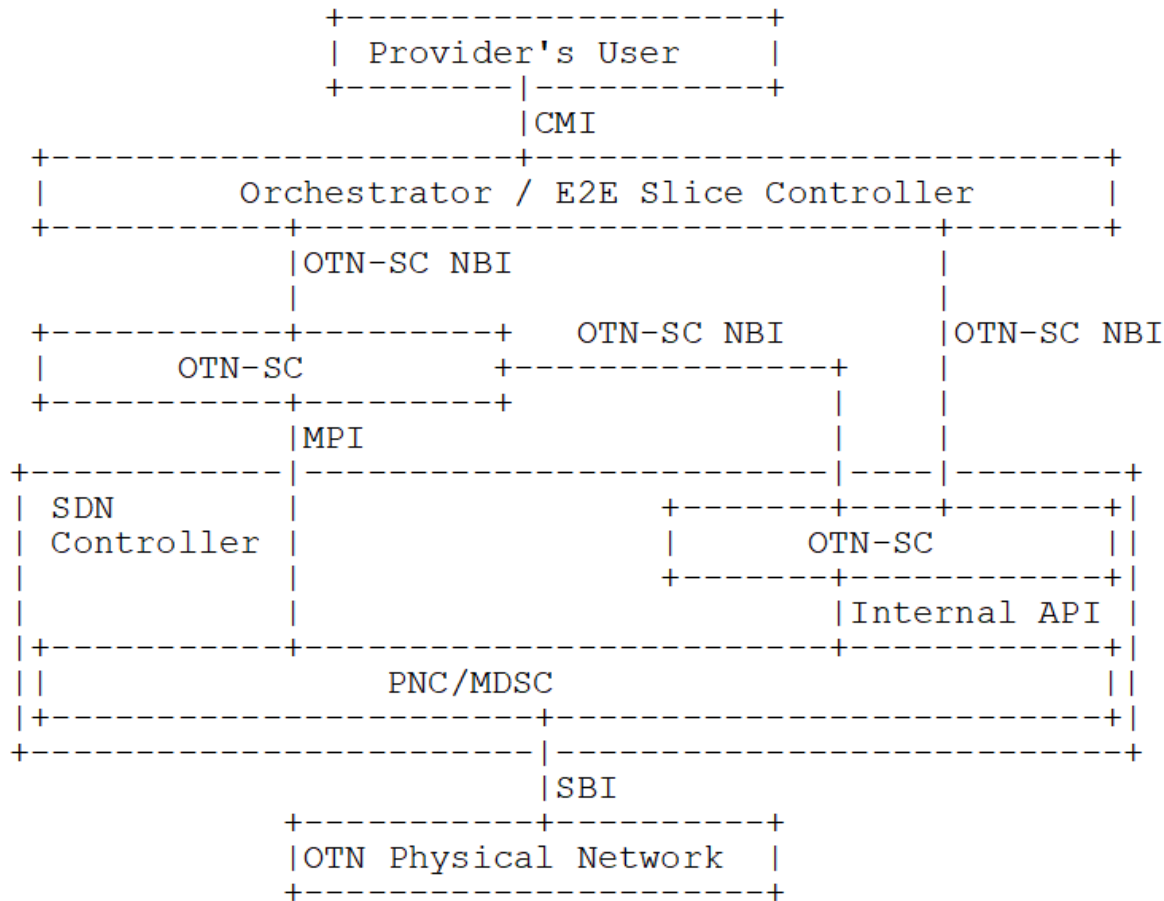 Provider's User
CMI
Orchestrator / E2E Slice Controller
OTN-SC NBI
OTN-SC NBI OTN-SC NBI
OTN-SC
MPI
SDN
Controller OTN-SC
Internal API
PNC/MDSC
SBI
OTN Physical Network